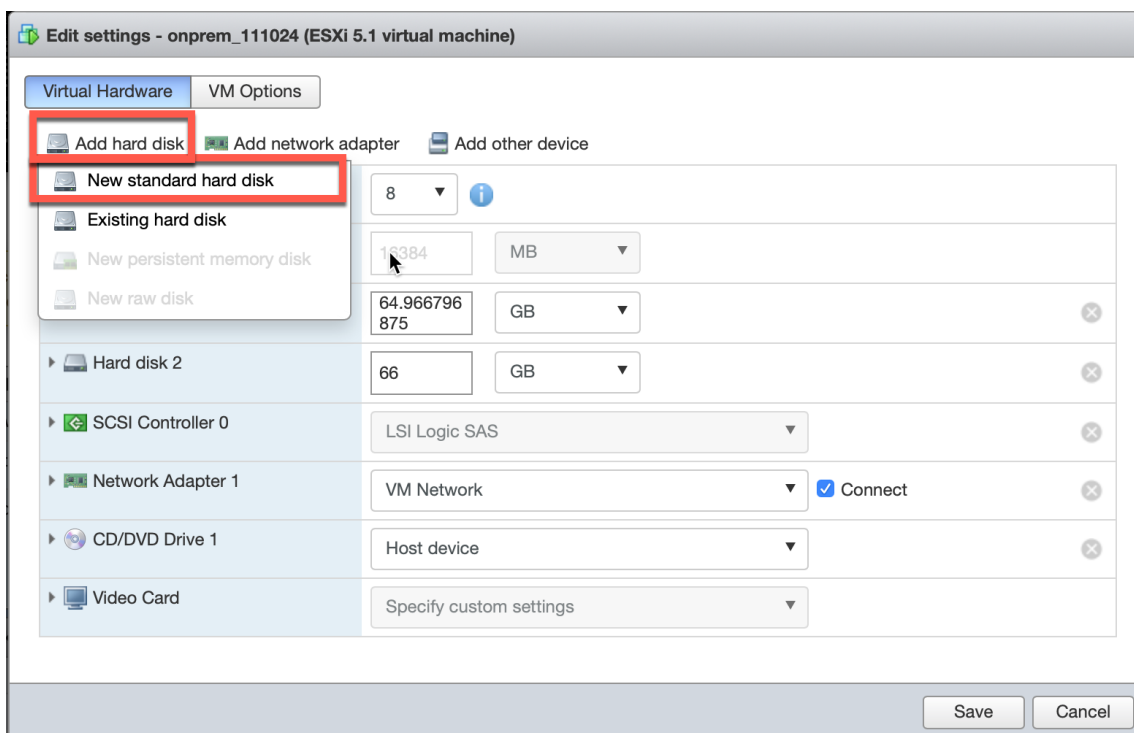 Edit settings - onprem_111024 (ESXi 5.1 virtual machine)
Virtual Hardware VM Options
Add hard disk Add network adapter Add other device
New standard hard disk
8
Existing hard disk
16384 MB
New persistent memory disk
New raw disk
64.966796
875
GB
Hard disk 2
66 GB
SCSI Controller 0
LSI Logic SAS
Network Adapter 1
VM Network Connect
CD/DVD Drive 1
Host device
Video Card
Specify custom settings
Save Cancel